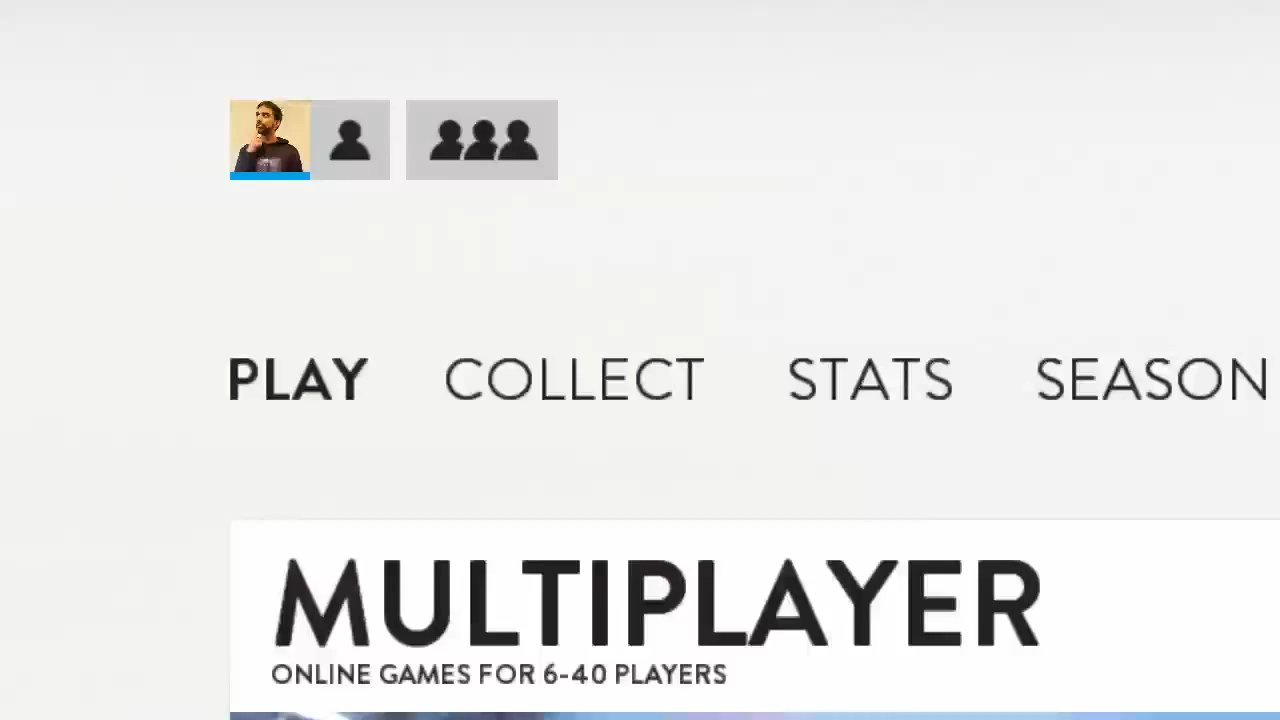 PLAY COLLECT STATS SEASON
MULTIPLAYER
ONLINE GAMES FOR 6-40 PLAYERS